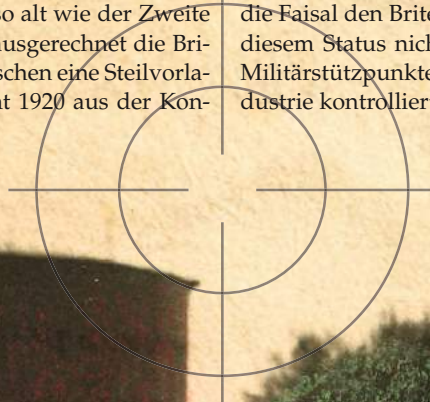 so alt wie der Zweite
ausgerechnet die Bri-
schen eine Steilvorla-
1920 aus der Kon-
die Faisal den Brite
diesem Status nich
Militärstützpunkte
dustrie kontrollier